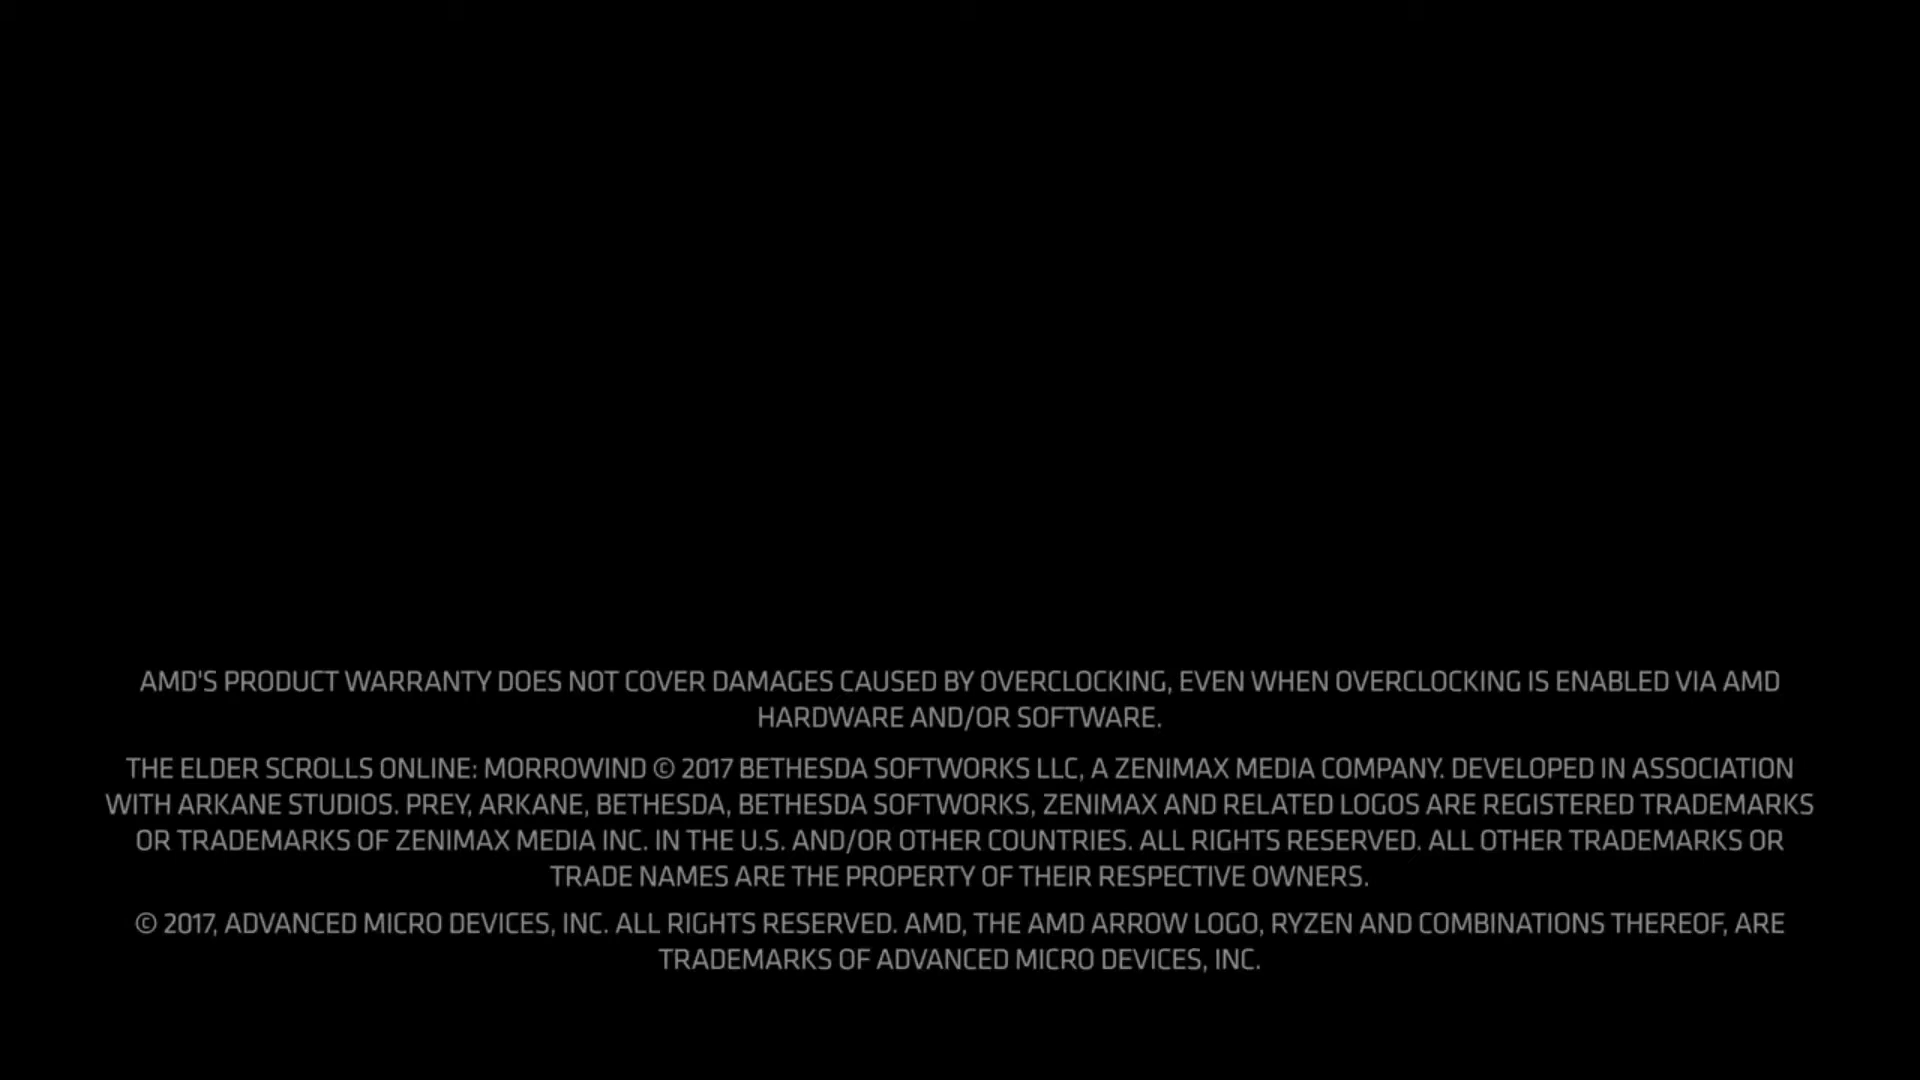 AMD'S PRODUCT WARRANTY DOES NOT COVER DAMAGES CAUSED BY OVERCLOCKING, EVEN WHEN OVERCLOCKING IS ENABLED VIA AMD
HARDWARE AND/OR SOFTWARE.
THE ELDER SCROLLS ONLINE: MORROWIND © 2017 BETHESDA SOFTWORKS LLC, A ZENIMAX MEDIA COMPANY. DEVELOPED IN ASSOCIATION
WITH ARKANE STUDIOS. PREY, ARKANE, BETHESDA, BETHESDA SOFTWORKS, ZENIMAX AND RELATED LOGOS ARE REGISTERED TRADEMARKS
OR TRADEMARKS OF ZENIMAX MEDIA INC. IN THE U.S. AND/OR OTHER COUNTRIES. ALL RIGHTS RESERVED. ALL OTHER TRADEMARKS OR
TRADE NAMES ARE THE PROPERTY OF THEIR RESPECTIVE OWNERS.
© 2017, ADVANCED MICRO DEVICES, INC. ALL RIGHTS RESERVED. AMD, THE AMD ARROW LOGO, RYZEN AND COMBINATIONS THEREOF, ARE
TRADEMARKS OF ADVANCED MICRO DEVICES, INC.